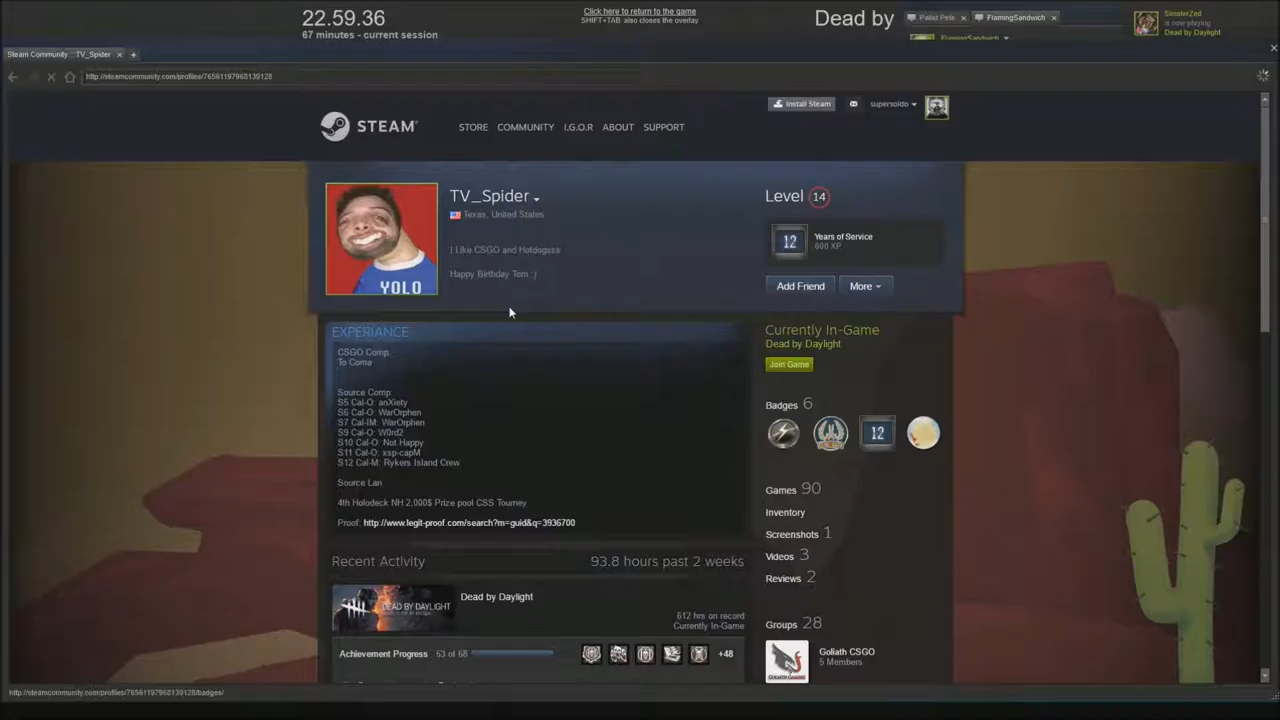 22.59.36
67 minutes - current session
Click here to return to the game
SHIFT+TAB also closes the overlay
Dead by
Pallet Pets
FlamingSandwich
FlamingSandwich
SinisterZed
is now playing
Dead by Daylight
Steam Community :: TV_Spider
http://steamcommunity.com/profiles/76561197968139128
STEAM
STORE
COMMUNITY
I.G.O.R
ABOUT
SUPPORT
Install Steam
supersoldo
TV_Spider
Texas, United States
I Like CSGO and Hotdogsss
Happy Birthday Tom :)
YOLO
Level 14
12
Years of Service
600 XP
Add Friend
More
EXPERIANCE
CSGO Comp.
To Come
Source Comp:
S5 Cal-O: anXiety
S6 Cal-O: WarOrphen
S7 Cal-IM: WarOrphen
S9 Cal-O: W0rd2
S10 Cal-O: Not Happy
S11 Cal-O: xsp-capM
S12 Cal-M: Rykers Island Crew
Source Lan
4th Holodeck NH 2,000$ Prize pool CSS Tourney
Proof: http://www.legit-proof.com/search?m=guid&q=3936700
Currently In-Game
Dead by Daylight
Join Game
Badges 6
12
Games 90
Inventory
Screenshots 1
Videos 3
Reviews 2
Groups 28
Goliath CSGO
5 Members
Recent Activity
93.8 hours past 2 weeks
DEAD BY DAYLIGHT
Dead by Daylight
612 hrs on record
Currently In-Game
Achievement Progress 53 of 68
+48
http://steamcommunity.com/profiles/76561197968139128/badges/